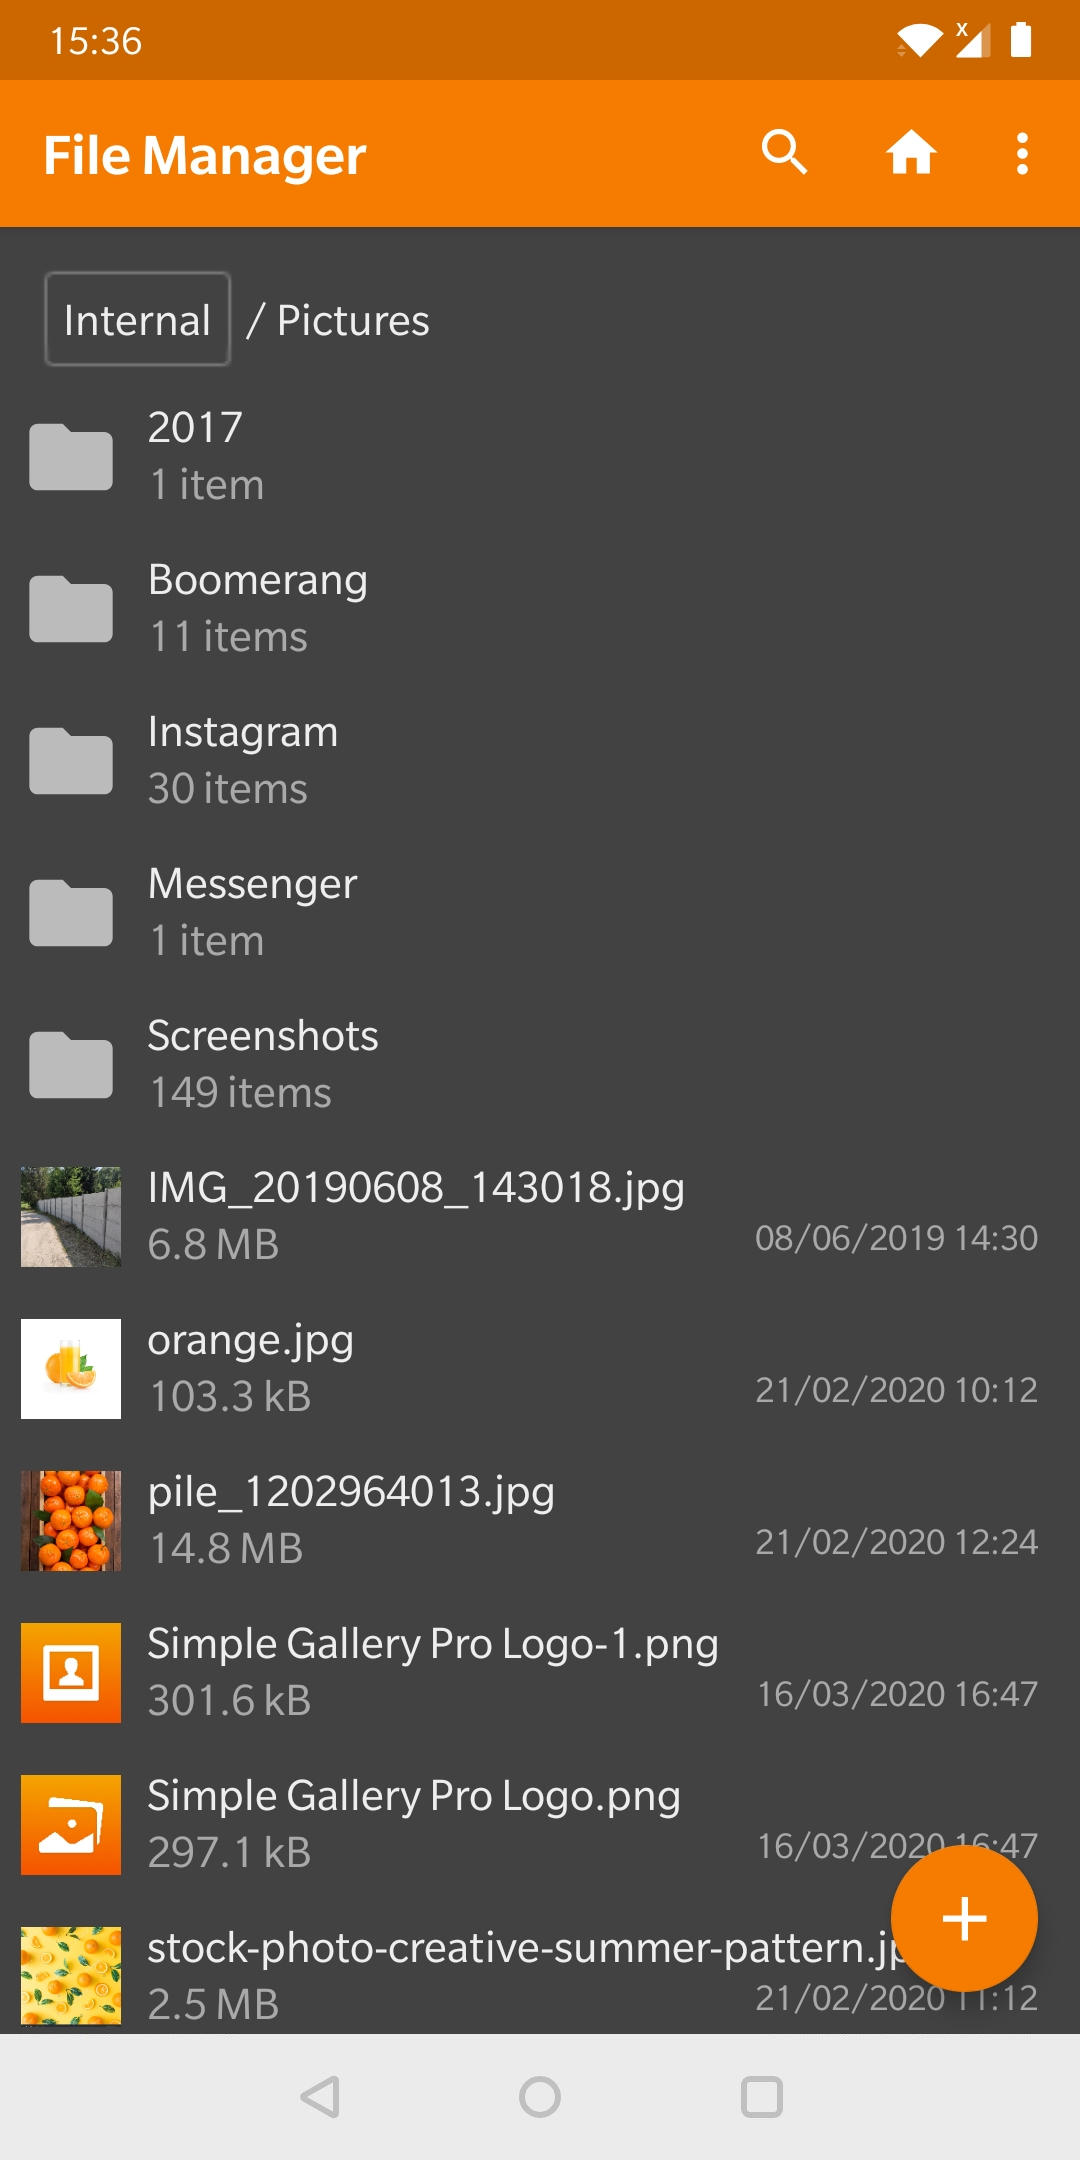 15:36
File Manager
Internal / Pictures
2017
1 item
Boomerang
11 items
Instagram
30 items
Messenger
1 item
Screenshots
149 items
IMG_20190608_143018.jpg
6.8 MB
08/06/2019 14:30
orange.jpg
103.3 kB
21/02/2020 10:12
pile_1202964013.jpg
14.8 MB
21/02/2020 12:24
Simple Gallery Pro Logo-1.png
301.6 kB
16/03/2020 16:47
Simple Gallery Pro Logo.png
297.1 kB
16/03/2020 16:47
stock-photo-creative-summer-pattern.jp
2.5 MB
21/02/2020 11:12